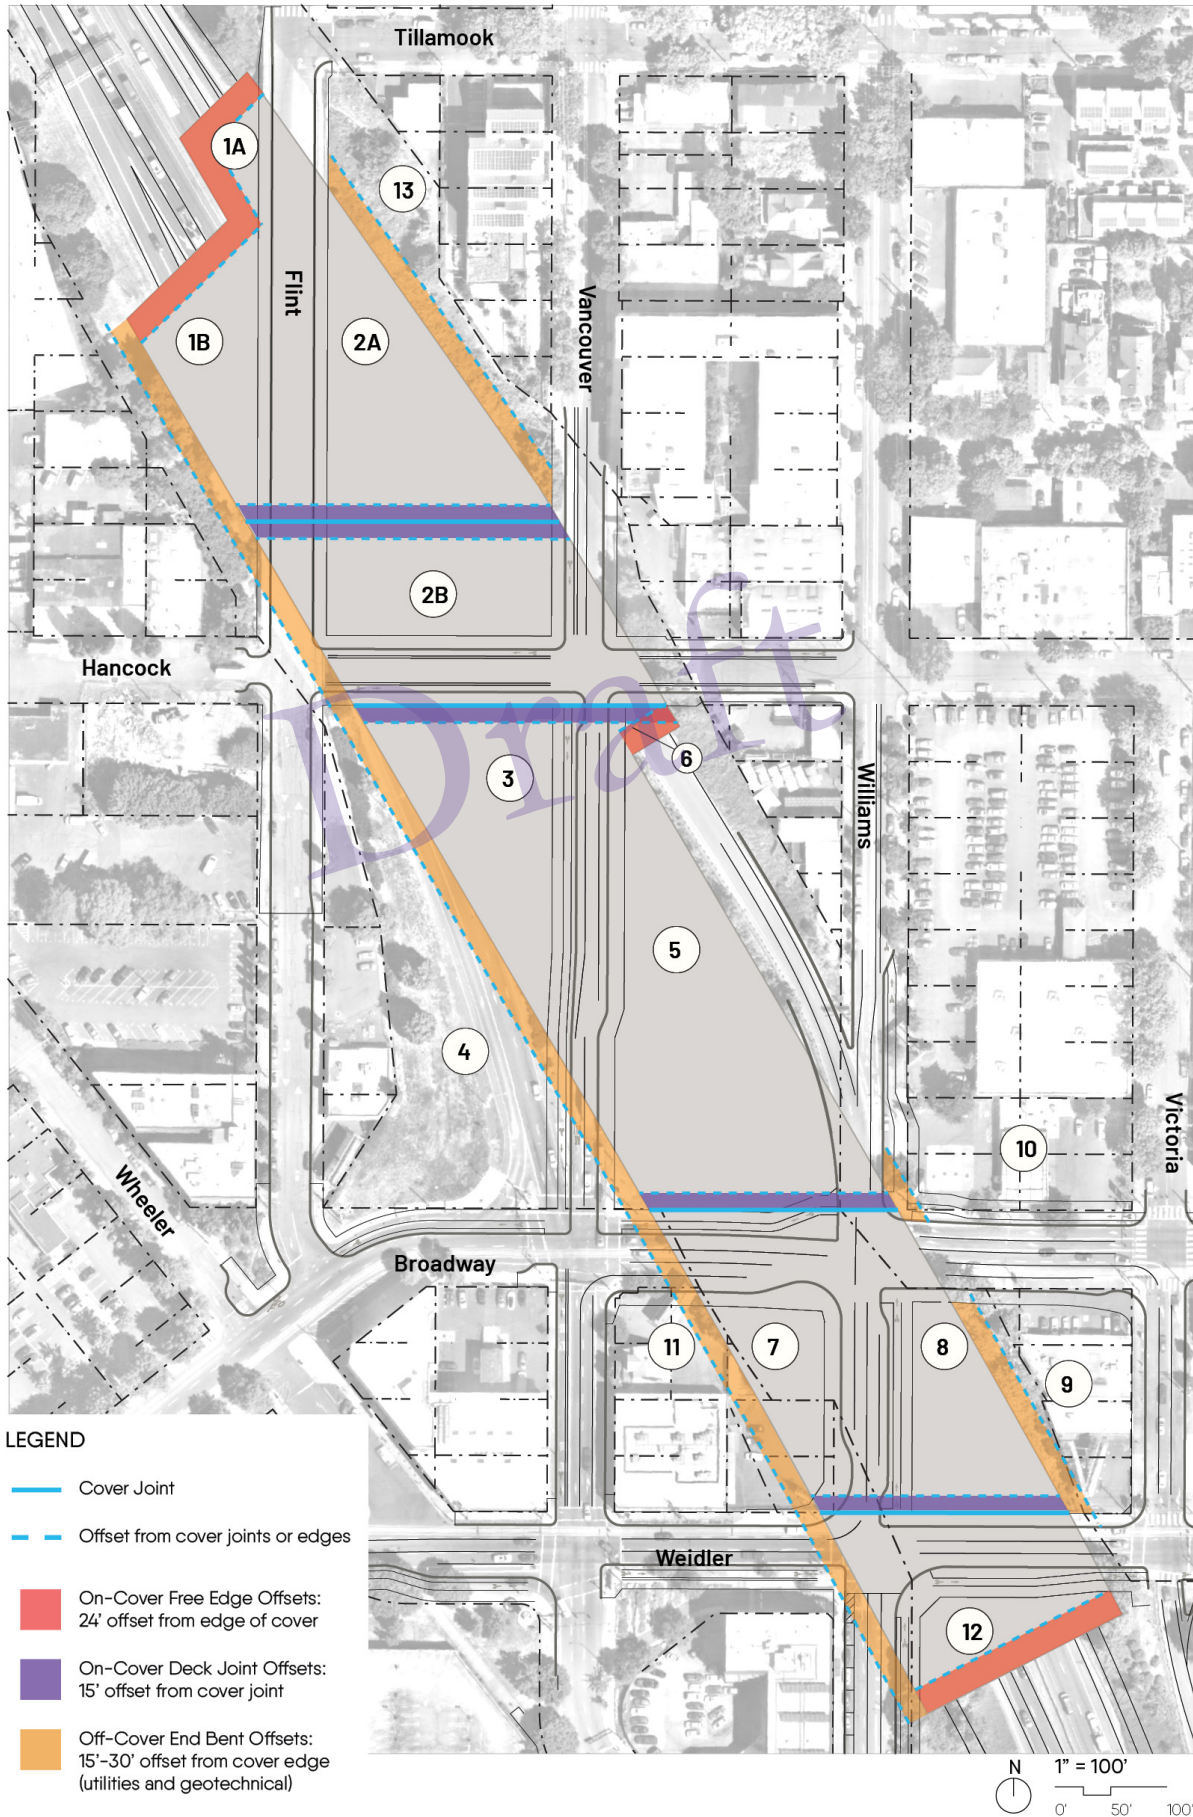 Tillamook
1A
13
Flint
Vancouver
1B
2A
2B
Hancock
Draft
6
3
Williams
5
4
10
Victoria
Wheeler
Broadway
11
7
8
9
LEGEND
Cover Joint
Offset from cover joints or edges
Weidler
On-Cover Free Edge Offsets:
24' offset from edge of cover
12
On-Cover Deck Joint Offsets:
15' offset from cover joint
Off-Cover End Bent Offsets:
15'-30' offset from cover edge
(utilities and geotechnical)
N
1" = 100'
0' 50' 100'